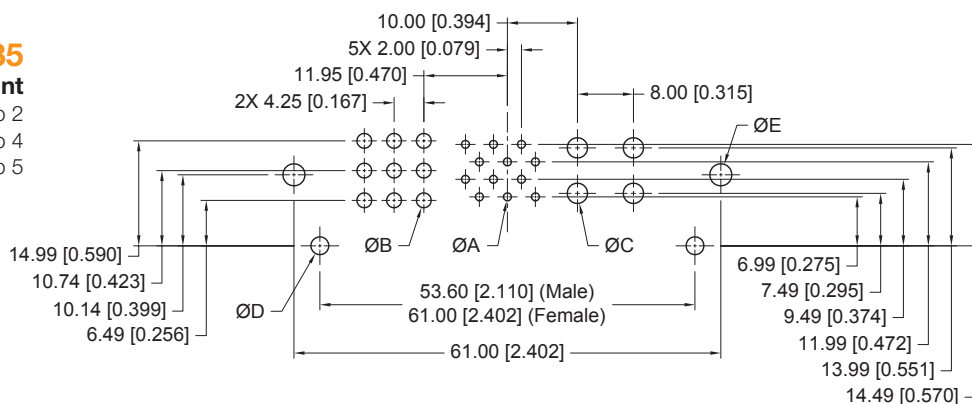 10.00 [0.394]
35
5X 2.00 [0.079]
nt
11.95 [0.470]
2X 4.25 [0.167]
8.00 [0.315]
2
4
5
ØE
ØB
ØA
ØC
14.99 [0.590]
10.74 [0.423]
10.14 [0.399]
6.49 [0.256]
ØD
53.60 [2.110] (Male)
61.00 [2.402] (Female)
61.00 [2.402]
6.99 [0.275]
7.49 [0.295]
9.49 [0.374]
11.99 [0.472]
13.99 [0.551]
14.49 [0.570]